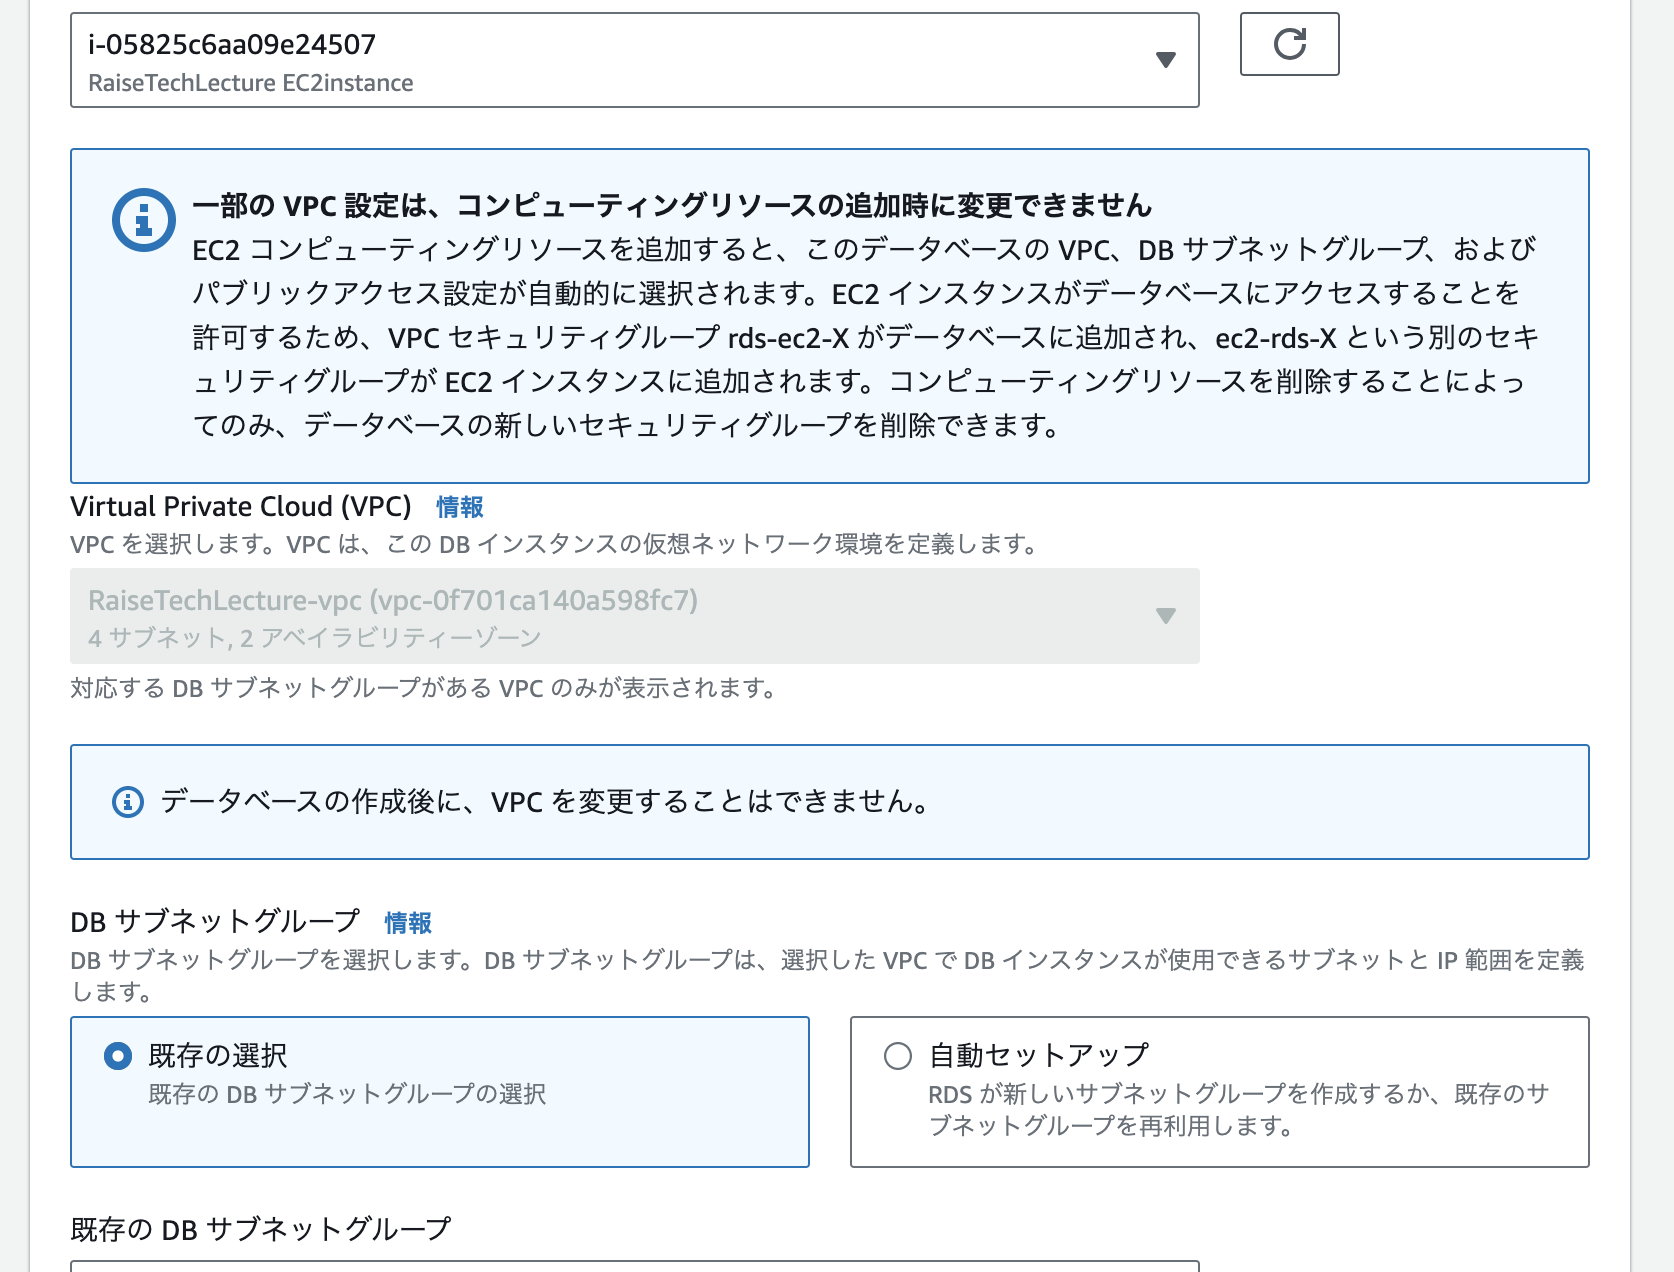 i-05825c6aa09e24507
RaiseTechLecture EC2instance
一部の VPC 設定は、コンピューティングリソースの追加時に変更できません
EC2 コンピューティングリソースを追加すると、このデータベースの VPC、DB サブネットグループ、および
パブリックアクセス設定が自動的に選択されます。EC2 インスタンスがデータベースにアクセスすることを
許可するため、VPC セキュリティグループ rds-ec2-X がデータベースに追加され、ec2-rds-X という別のセキ
ュリティグループが EC2 インスタンスに追加されます。コンピューティングリソースを削除することによっ
てのみ、データベースの新しいセキュリティグループを削除できます。
Virtual Private Cloud (VPC) 情報
VPC を選択します。VPC は、この DB インスタンスの仮想ネットワーク環境を定義します。
RaiseTechLecture-vpc (vpc-0f701ca140a598fc7)
4 サブネット, 2 アベイラビリティーゾーン
対応する DB サブネットグループがある VPC のみが表示されます。
データベースの作成後に、VPC を変更することはできません。
DB サブネットグループ 情報
DB サブネットグループを選択します。DB サブネットグループは、選択した VPC で DB インスタンスが使用できるサブネットと IP 範囲を定義
します。
既存の選択
既存の DB サブネットグループの選択
自動セットアップ
RDS が新しいサブネットグループを作成するか、既存のサ
ブネットグループを再利用します。
既存の DB サブネットグループ